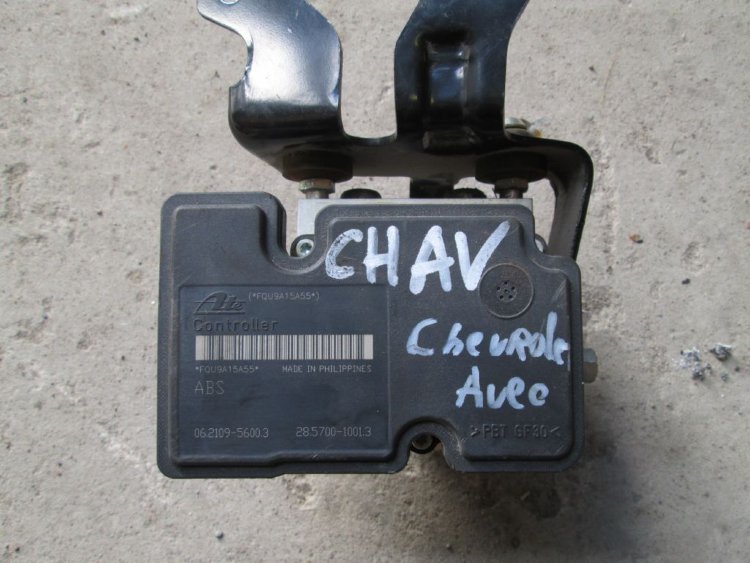 CHAV
Ate (*FQU9A15A55*)
Controller
*FQU9A15A55* MADE IN PHILIPPINES
ABS
06.2109-5600.3 28.5700-1001.3
Chevrole
Aveo
>PBT GF30<